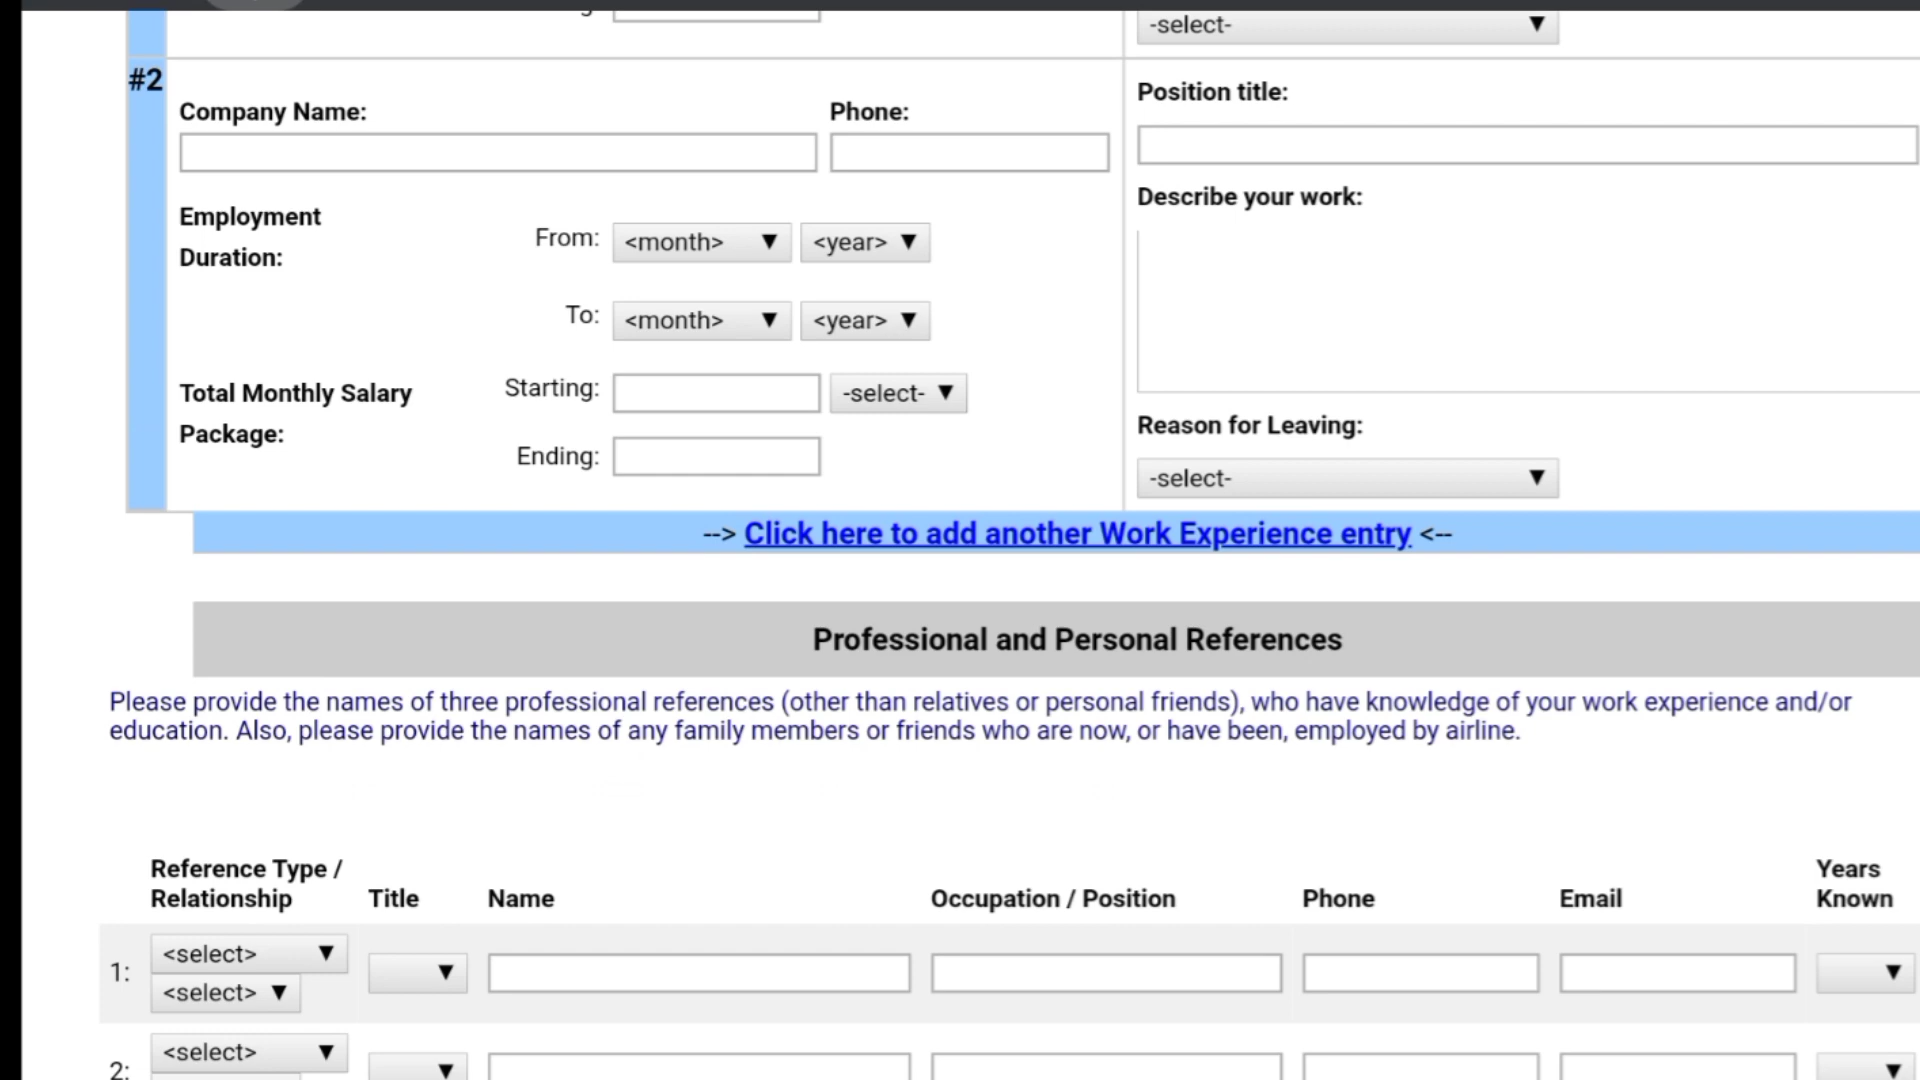 -select-
#2
Company Name: Phone:
Position title:
Describe your work:
Employment
Duration:
From: <month> <year>
To: <month> <year>
Total Monthly Salary
Package:
Starting: -select-
Ending:
Reason for Leaving:
-select-
--> Click here to add another Work Experience entry <--
Professional and Personal References
Please provide the names of three professional references (other than relatives or personal friends), who have knowledge of your work experience and/or
education. Also, please provide the names of any family members or friends who are now, or have been, employed by airline.
Reference Type /
Relationship Title Name Occupation / Position Phone Email Years
Known
1: <select>
<select>
2: <select>